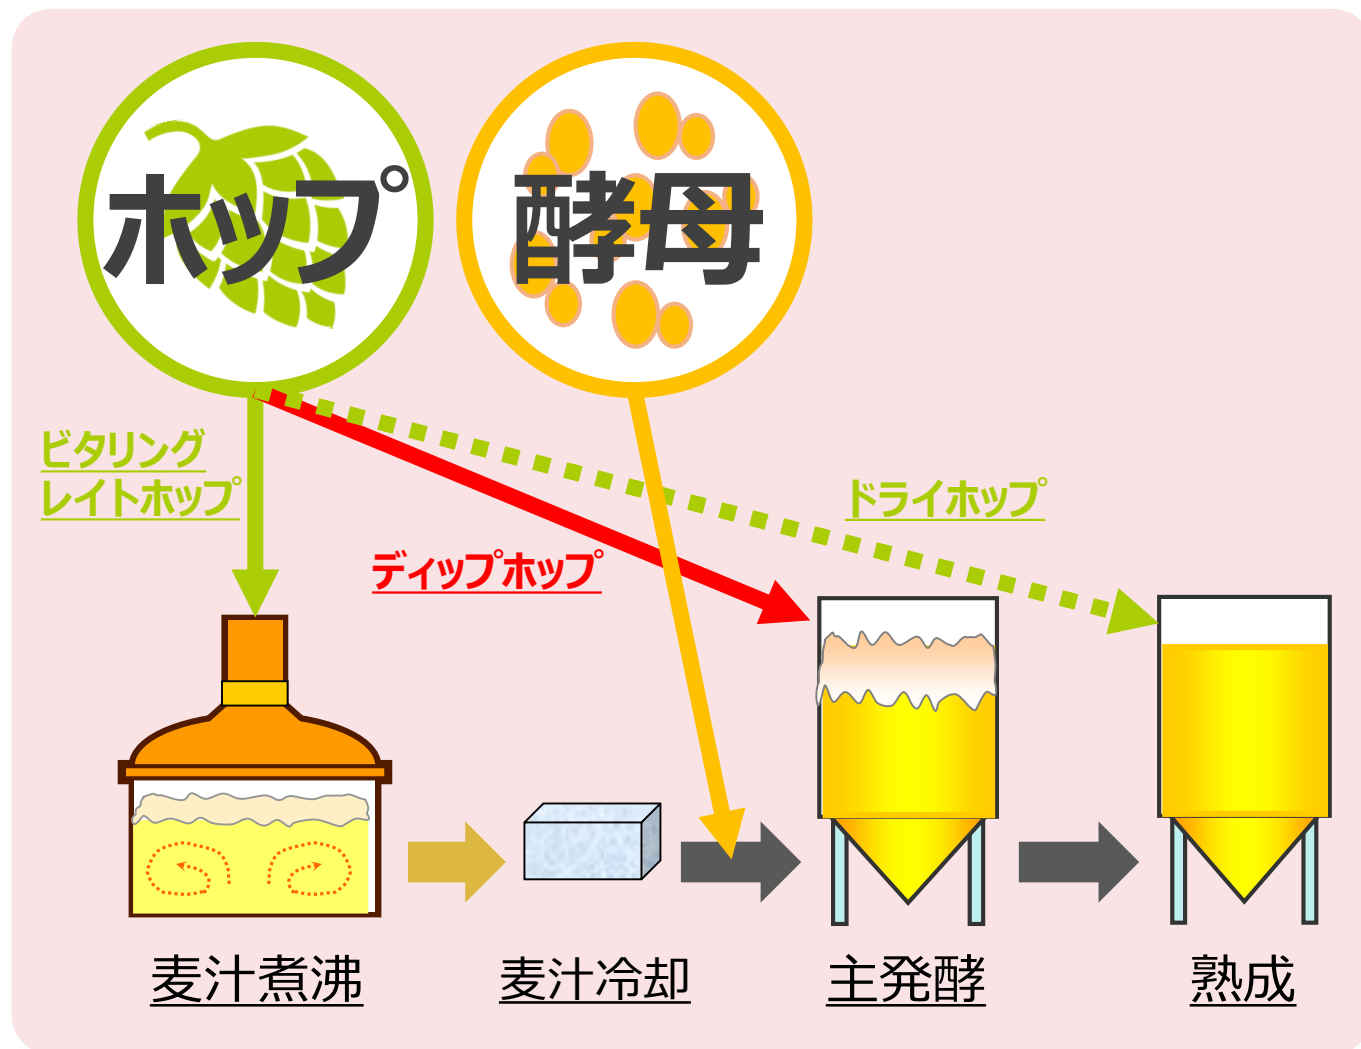 ホップ
酵母
ビタリング
レイトホップ
ドライホップ
ディップホップ
麦汁煮沸
麦汁冷却
主発酵
熟成